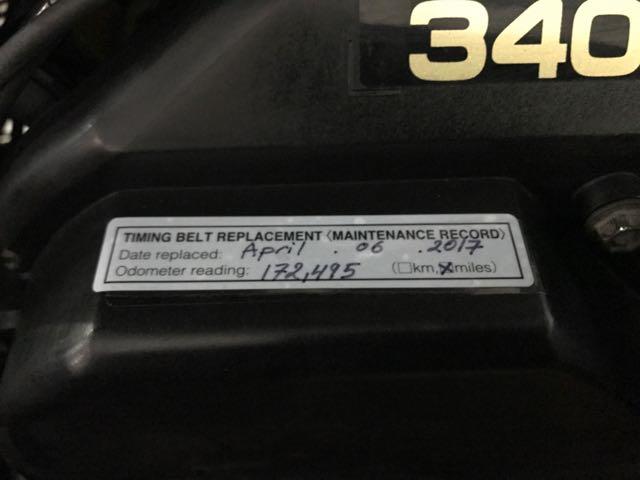 340
TIMING BELT REPLACEMENT〈MAINTENANCE RECORD〉
Date replaced: April . 06 . 2017
Odometer reading: 172,495 (☐km,☒miles)